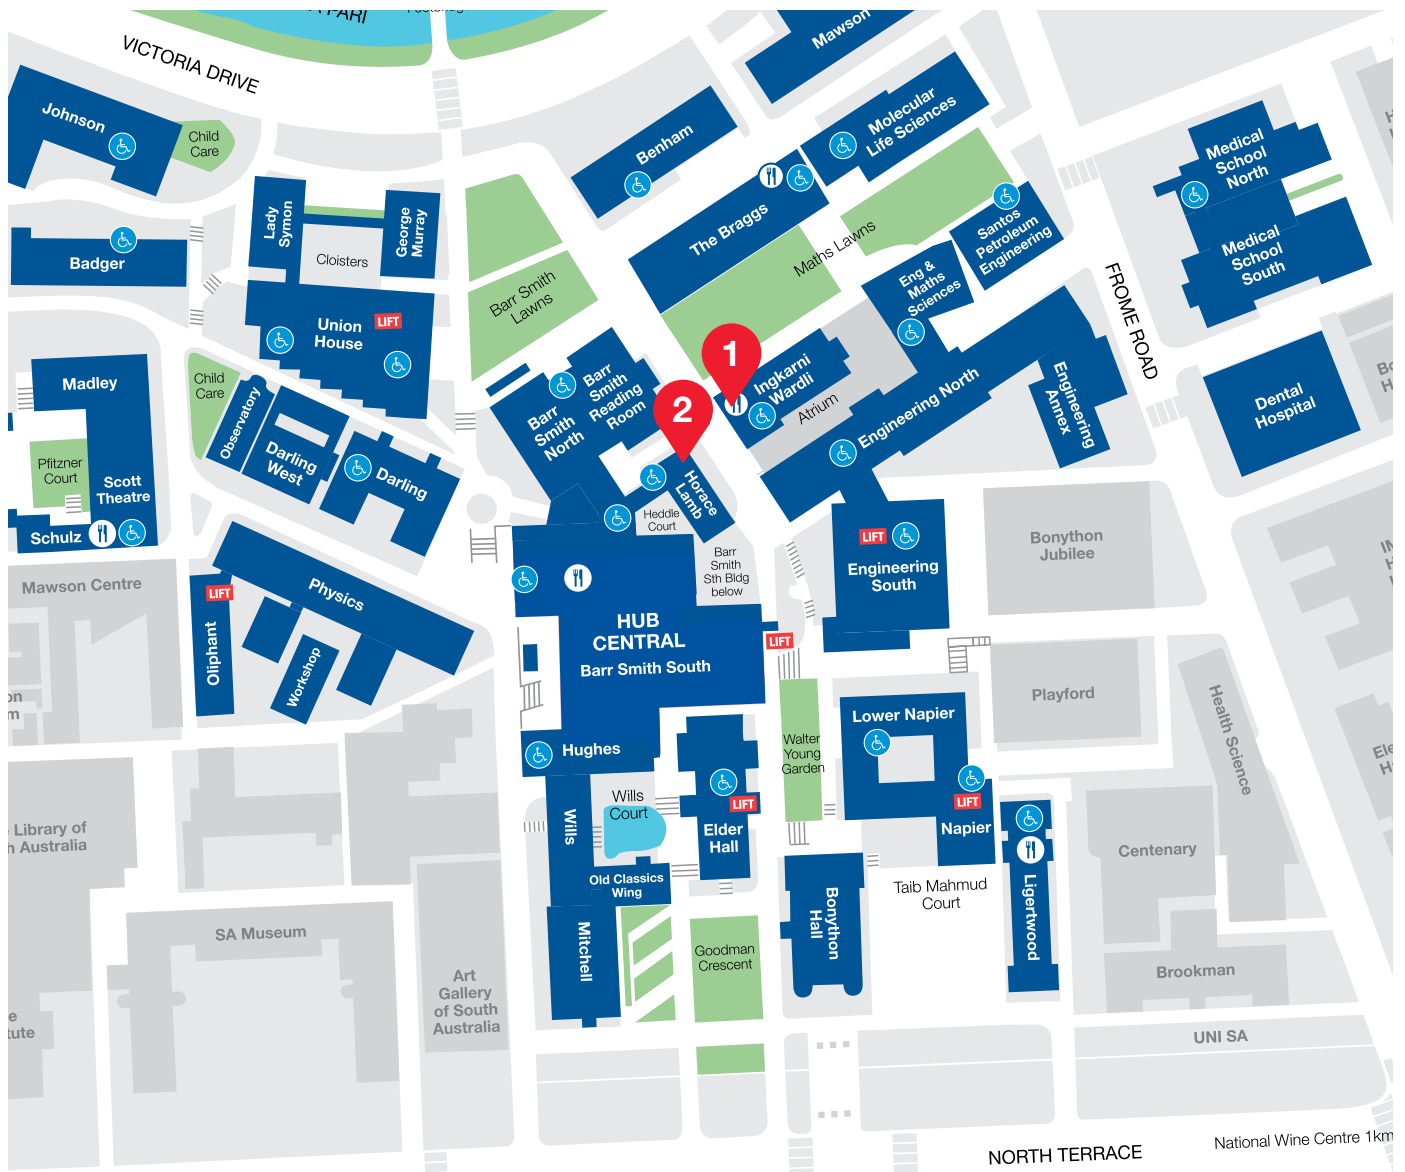 PARI
VICTORIA DRIVE
Mawson
Johnson
Child
Care
Benham
Molecular
Life Sciences
Medical
School
North
Lady
Symon
George
Murray
Cloisters
The Braggs
Maths Lawns
Santos
Petroleum
Engineering
Medical
School
South
Badger
Barr Smith
Lawns
Eng &
Maths
Sciences
FROME ROAD
Union
House
LIFT
1
2
Madley
Child
Care
Observatory
Darling
West
Darling
Barr
Smith
North
Barr
Smith
Reading
Room
Ingkarni
Wardli
Atrium
Engineering North
Engineering
Annex
Dental
Hospital
Pfitzner
Court
Scott
Theatre
Schulz
Horace
Lamb
Heddle
Court
Barr
Smith
Sth Bldg
below
LIFT
Engineering
South
Bonython
Jubilee
Mawson Centre
LIFT
Physics
Oliphant
Workshop
HUB
CENTRAL
Barr Smith South
LIFT
Playford
Health Science
Lower Napier
Walter
Young
Garden
Hughes
Wills
Wills
Court
LIFT
Elder
Hall
LIFT
Napier
Library of
Australia
Old Classics
Wing
Centenary
Taib Mahmud
Court
Ligertwood
Bonython
Hall
SA Museum
Mitchell
Goodman
Crescent
Brookman
Art
Gallery
of South
Australia
UNI SA
NORTH TERRACE
National Wine Centre 1km